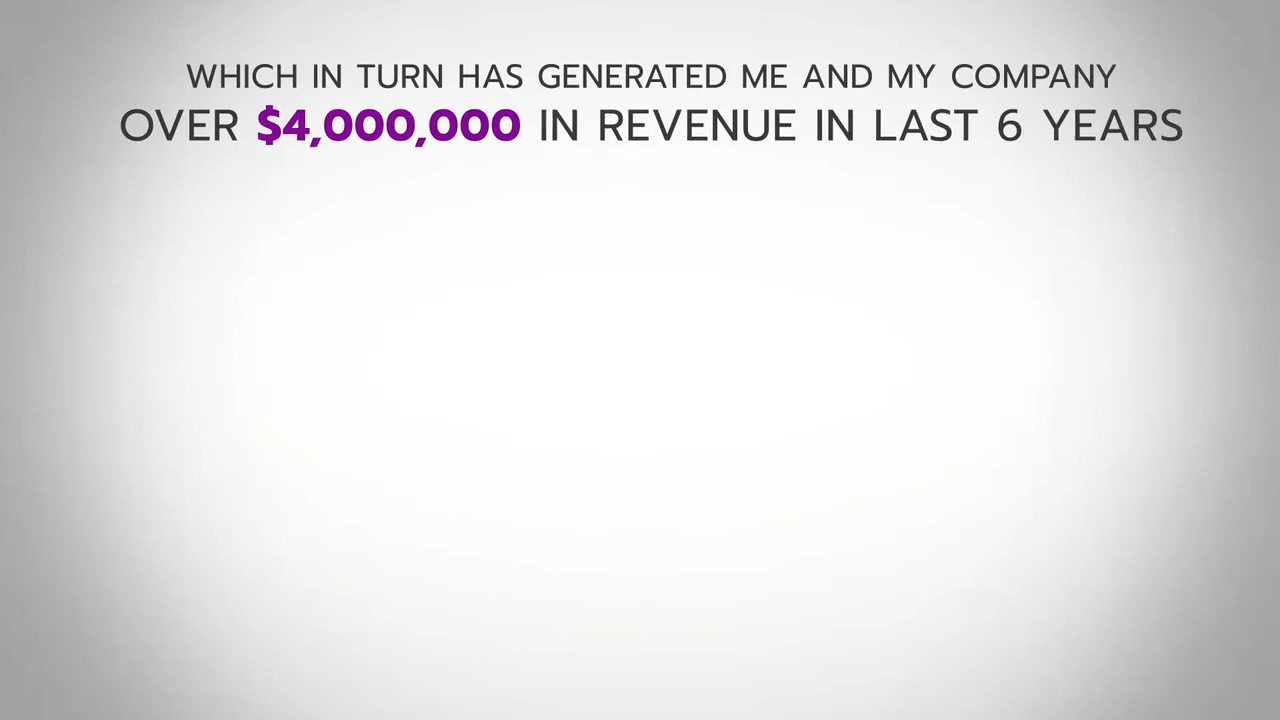 WHICH IN TURN HAS GENERATED ME AND MY COMPANY
OVER $4,000,000 IN REVENUE IN LAST 6 YEARS